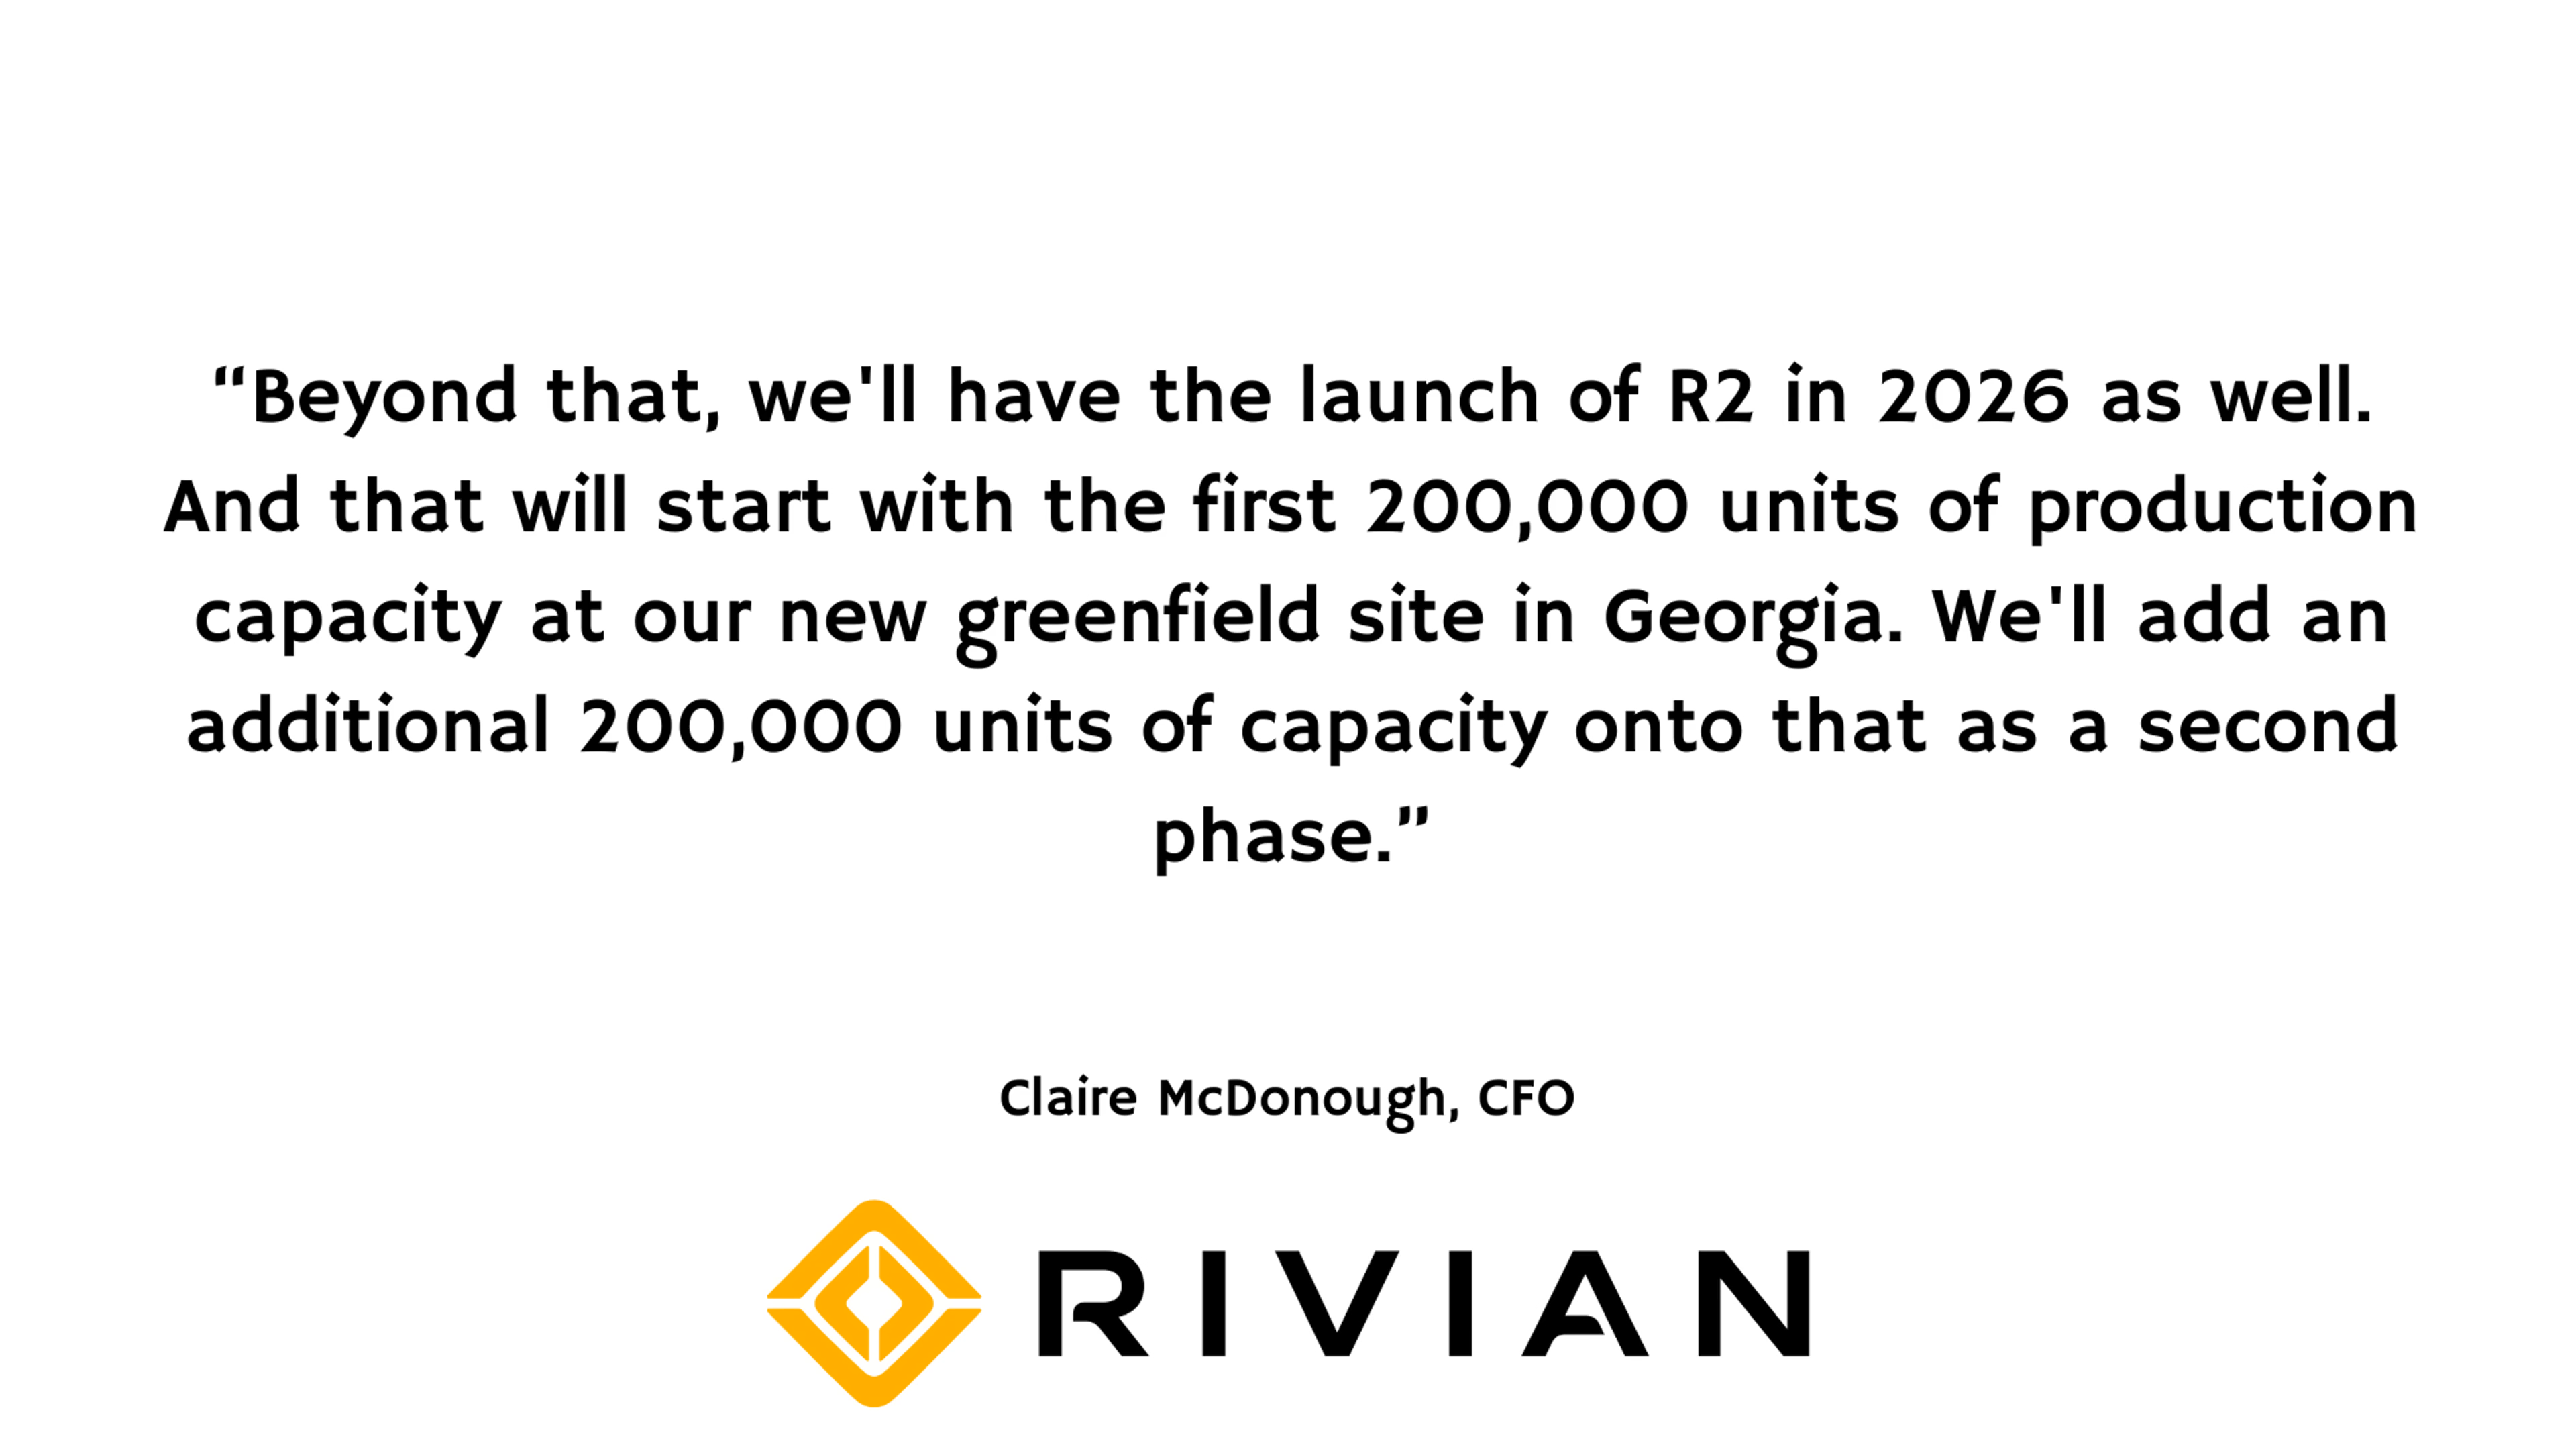 “Beyond that, we'll have the launch of R2 in 2026 as well.
And that will start with the first 200,000 units of production
capacity at our new greenfield site in Georgia. We'll add an
additional 200,000 units of capacity onto that as a second
phase.”
Claire McDonough, CFO
RIVIAN